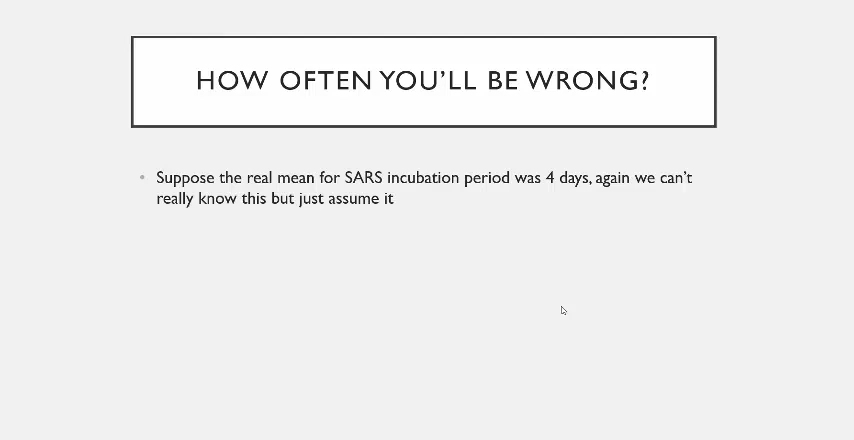 HOW OFTEN YOU'LL BE WRONG?
• Suppose the real mean for SARS incubation period was 4 days, again we can't
really know this but just assume it